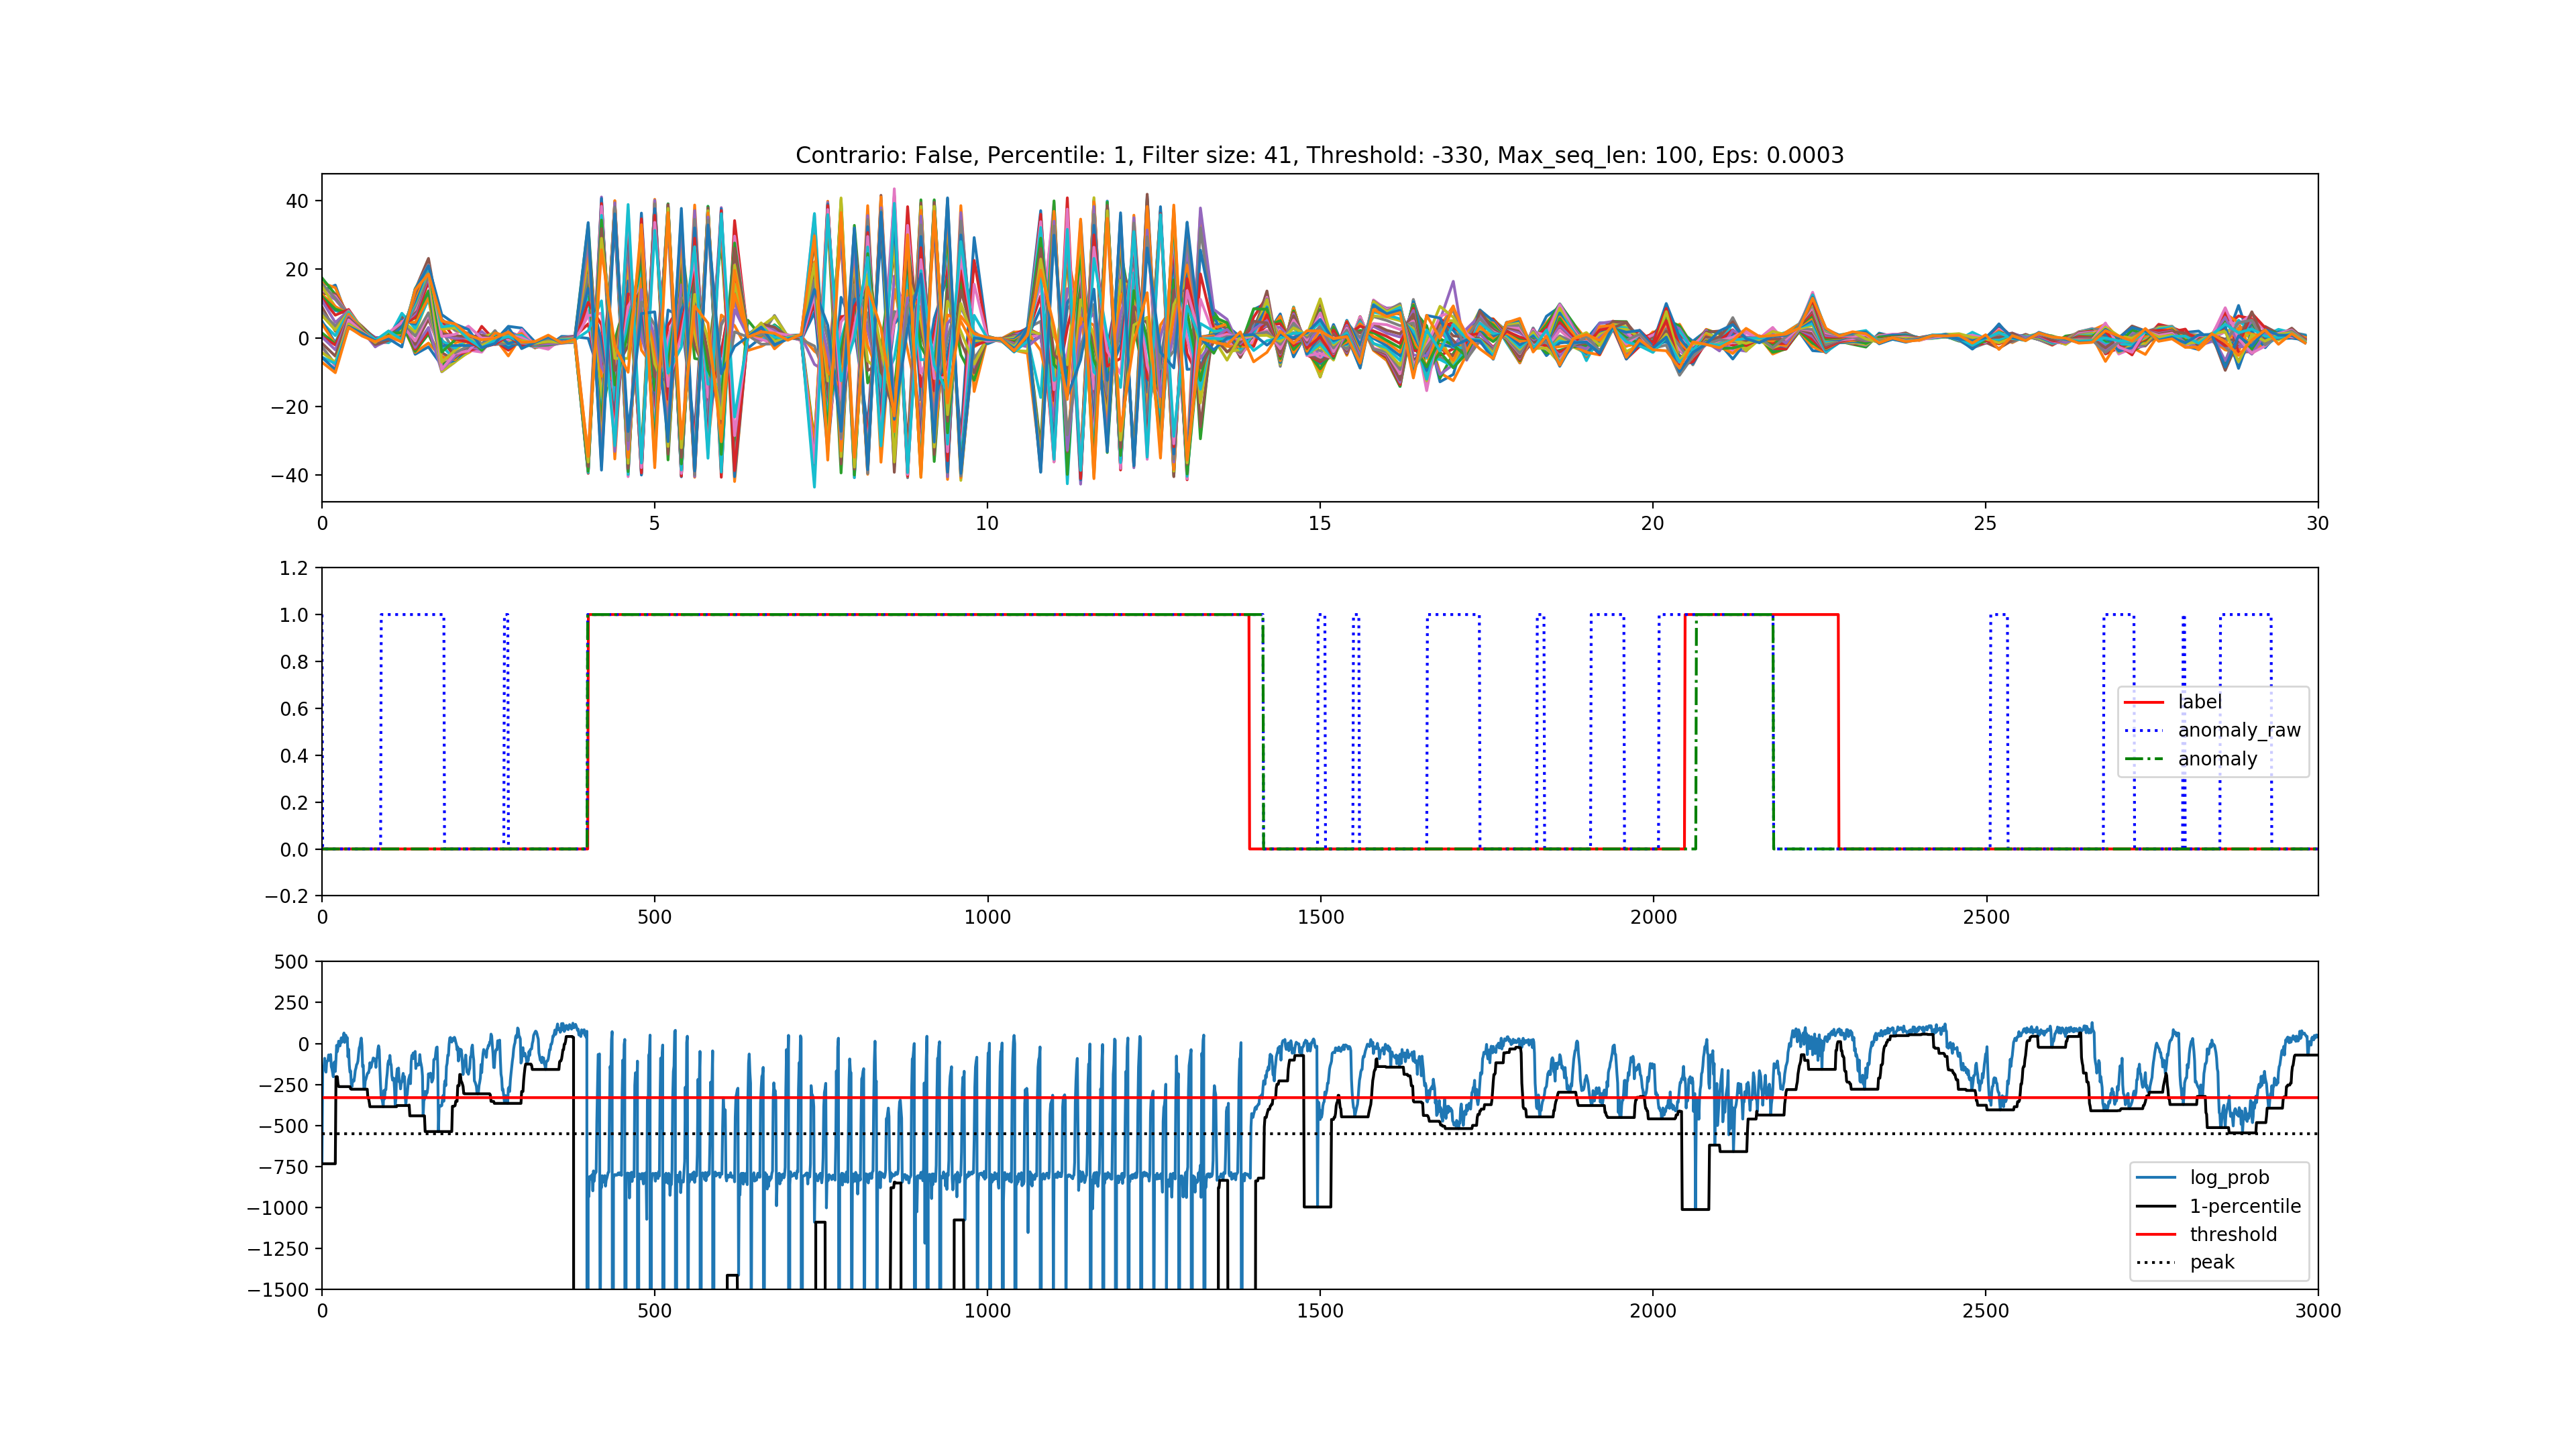 Contrario: False, Percentile: 1, Filter size: 41, Threshold: -330, Max_seq_len: 100, Eps: 0.0003
40
20
0
−20
−40
0 5 10 15 20 25 30
1.2
1.0
0.8
0.6
0.4
0.2
0.0
−0.2
label
anomaly_raw
anomaly
0 500 1000 1500 2000 2500
500
250
0
−250
−500
−750
−1000
−1250
−1500
log_prob
1-percentile
threshold
peak
0 500 1000 1500 2000 2500 3000